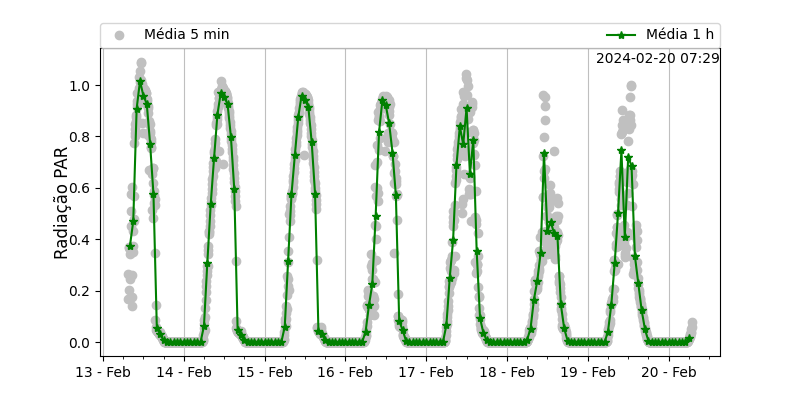 Média 5 min
Média 1 h
2024-02-20 07:29
Radiação PAR
1.0
0.8
0.6
0.4
0.2
0.0
13 - Feb
14 - Feb
15 - Feb
16 - Feb
17 - Feb
18 - Feb
19 - Feb
20 - Feb